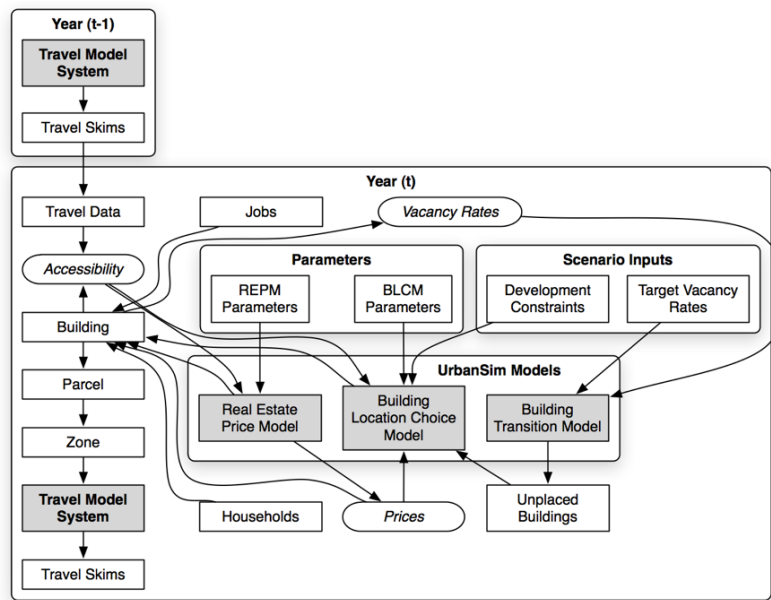 Year (t-1)
Travel Model
System
Travel Skims
Year (t)
Travel Data
Jobs
Vacancy Rates
Accessibility
Parameters
Scenario Inputs
REPM
Parameters
BLCM
Parameters
Development
Constraints
Target Vacancy
Rates
Building
UrbanSim Models
Parcel
Real Estate
Price Model
Building
Location Choice
Model
Building
Transition Model
Zone
Travel Model
System
Households
Prices
Unplaced
Buildings
Travel Skims